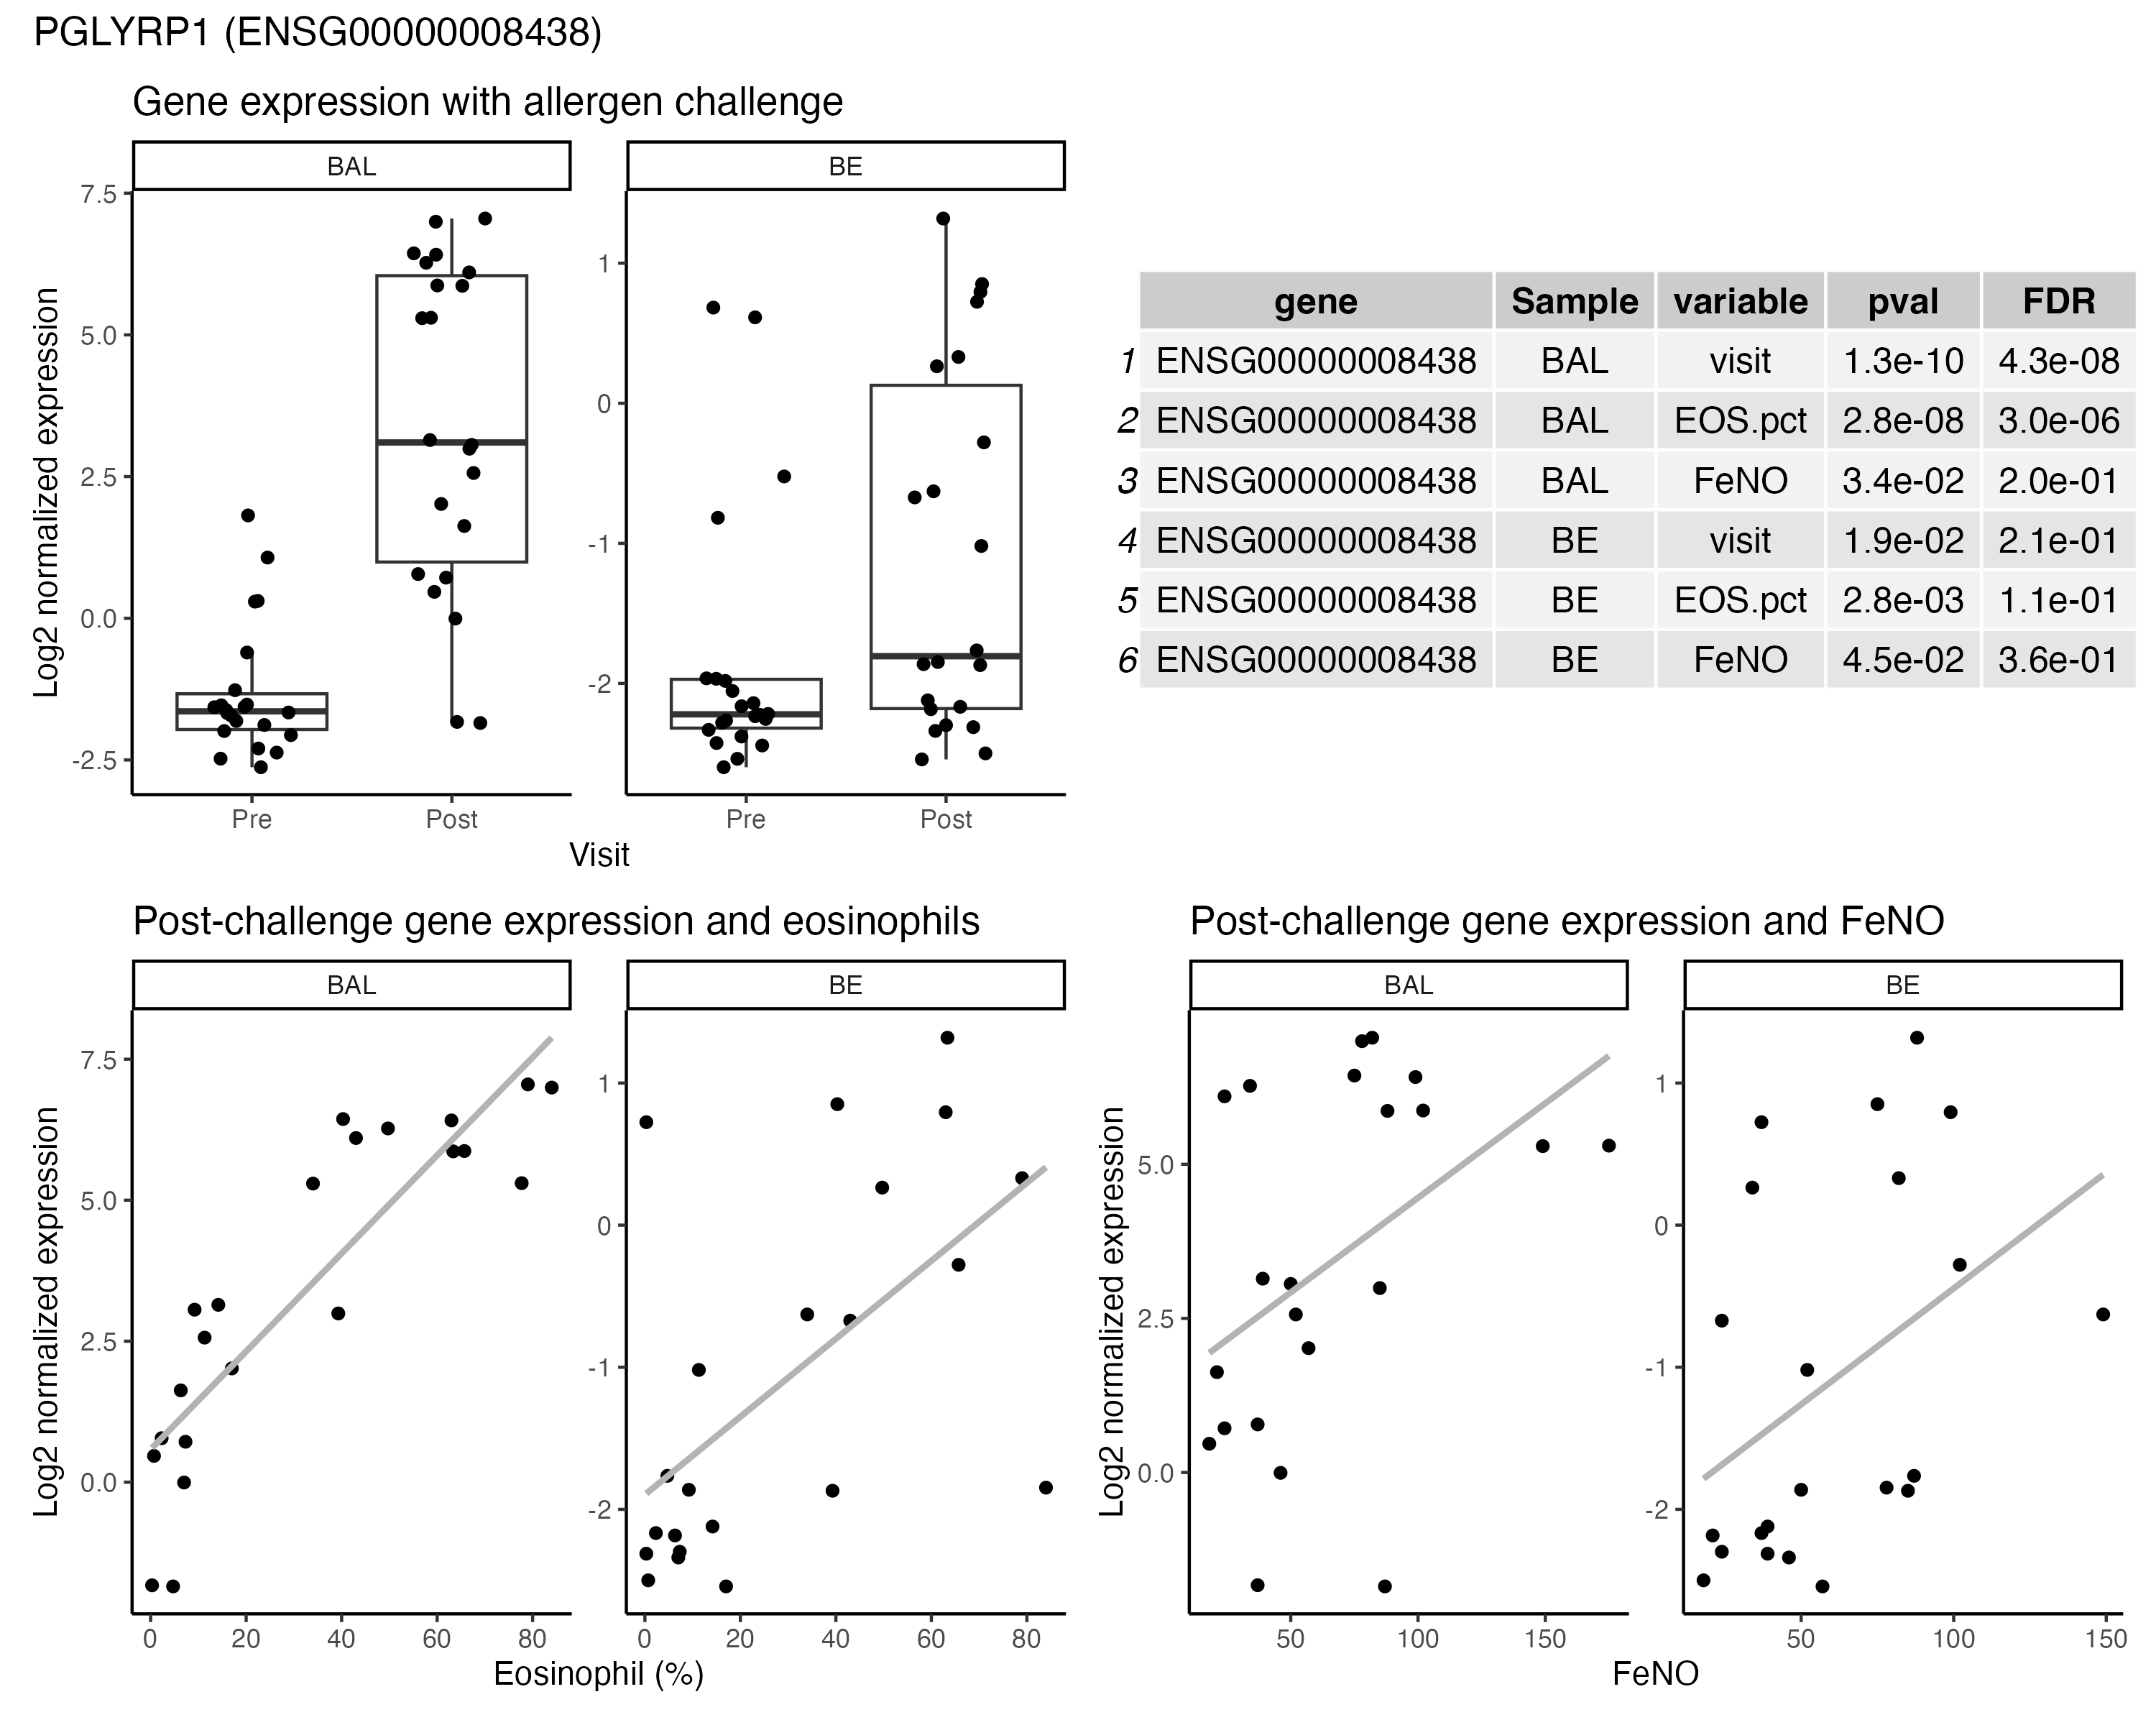 PGLYRP1 (ENSG00000008438)
Gene expression with allergen challenge
BAL
BE
Log2 normalized expression
7.5
5.0
2.5
0.0
-2.5
1
0
-1
-2
Pre
Post
Pre
Post
Visit
gene Sample variable pval FDR
1 ENSG00000008438 BAL visit 1.3e-10 4.3e-08
2 ENSG00000008438 BAL EOS.pct 2.8e-08 3.0e-06
3 ENSG00000008438 BAL FeNO 3.4e-02 2.0e-01
4 ENSG00000008438 BE visit 1.9e-02 2.1e-01
5 ENSG00000008438 BE EOS.pct 2.8e-03 1.1e-01
6 ENSG00000008438 BE FeNO 4.5e-02 3.6e-01
Post-challenge gene expression and eosinophils
BAL
BE
Log2 normalized expression
7.5
5.0
2.5
0.0
1
0
-1
-2
0 20 40 60 80
0 20 40 60 80
Eosinophil (%)
Post-challenge gene expression and FeNO
BAL
BE
Log2 normalized expression
5.0
2.5
0.0
1
0
-1
-2
50 100 150
50 100 150
FeNO